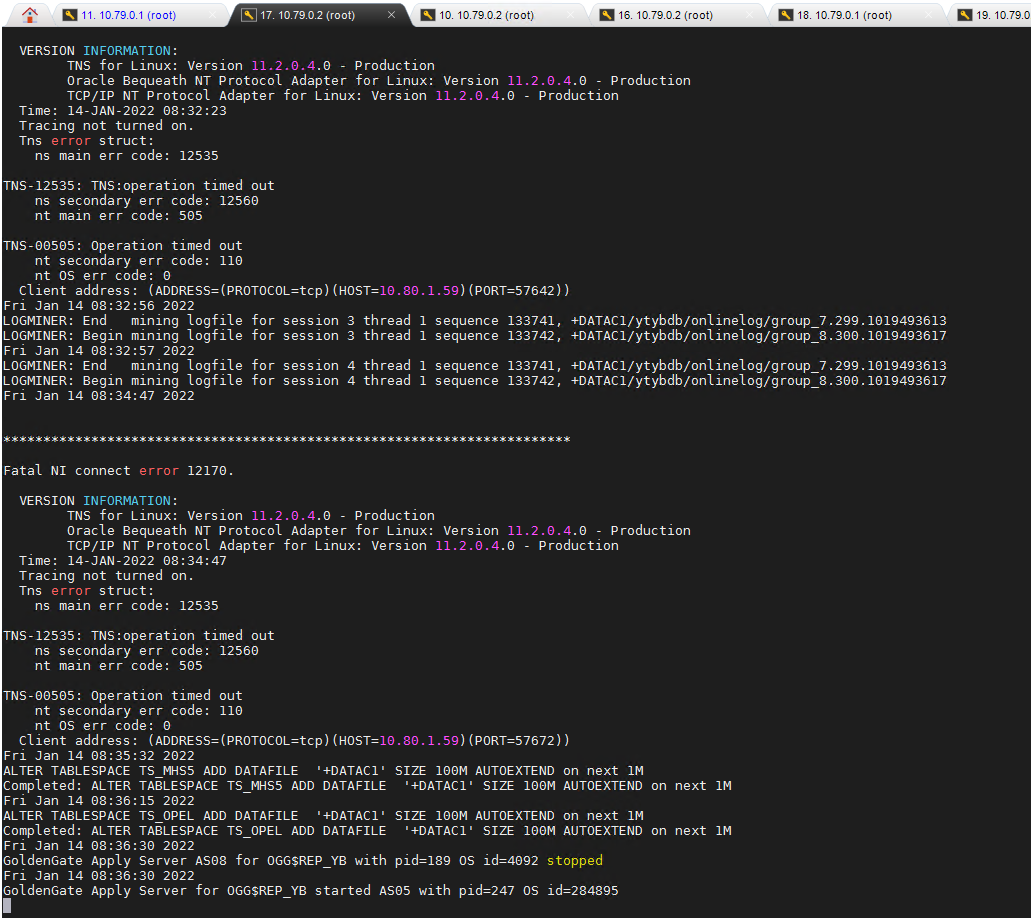 11. 10.79.0.1 (root)
17. 10.79.0.2 (root)
10. 10.79.0.2 (root)
16. 10.79.0.2 (root)
18. 10.79.0.1 (root)
19. 10.79.0
VERSION INFORMATION:
TNS for Linux: Version 11.2.0.4.0 - Production
Oracle Bequeath NT Protocol Adapter for Linux: Version 11.2.0.4.0 - Production
TCP/IP NT Protocol Adapter for Linux: Version 11.2.0.4.0 - Production
Time: 14-JAN-2022 08:32:23
Tracing not turned on.
Tns error struct:
ns main err code: 12535
TNS-12535: TNS:operation timed out
ns secondary err code: 12560
nt main err code: 505
TNS-00505: Operation timed out
nt secondary err code: 110
nt OS err code: 0
Client address: (ADDRESS=(PROTOCOL=tcp)(HOST=10.80.1.59)(PORT=57642))
Fri Jan 14 08:32:56 2022
LOGMINER: End   mining logfile for session 3 thread 1 sequence 133741, +DATAC1/ytybdb/onlinelog/group_7.299.1019493613
LOGMINER: Begin mining logfile for session 3 thread 1 sequence 133742, +DATAC1/ytybdb/onlinelog/group_8.300.1019493617
Fri Jan 14 08:32:57 2022
LOGMINER: End   mining logfile for session 4 thread 1 sequence 133741, +DATAC1/ytybdb/onlinelog/group_7.299.1019493613
LOGMINER: Begin mining logfile for session 4 thread 1 sequence 133742, +DATAC1/ytybdb/onlinelog/group_8.300.1019493617
Fri Jan 14 08:34:47 2022
***********************************************************************
Fatal NI connect error 12170.
VERSION INFORMATION:
TNS for Linux: Version 11.2.0.4.0 - Production
Oracle Bequeath NT Protocol Adapter for Linux: Version 11.2.0.4.0 - Production
TCP/IP NT Protocol Adapter for Linux: Version 11.2.0.4.0 - Production
Time: 14-JAN-2022 08:34:47
Tracing not turned on.
Tns error struct:
ns main err code: 12535
TNS-12535: TNS:operation timed out
ns secondary err code: 12560
nt main err code: 505
TNS-00505: Operation timed out
nt secondary err code: 110
nt OS err code: 0
Client address: (ADDRESS=(PROTOCOL=tcp)(HOST=10.80.1.59)(PORT=57672))
Fri Jan 14 08:35:32 2022
ALTER TABLESPACE TS_MHS5 ADD DATAFILE  '+DATAC1' SIZE 100M AUTOEXTEND on next 1M
Completed: ALTER TABLESPACE TS_MHS5 ADD DATAFILE  '+DATAC1' SIZE 100M AUTOEXTEND on next 1M
Fri Jan 14 08:36:15 2022
ALTER TABLESPACE TS_OPEL ADD DATAFILE  '+DATAC1' SIZE 100M AUTOEXTEND on next 1M
Completed: ALTER TABLESPACE TS_OPEL ADD DATAFILE  '+DATAC1' SIZE 100M AUTOEXTEND on next 1M
Fri Jan 14 08:36:30 2022
GoldenGate Apply Server AS08 for OGG$REP_YB with pid=189 OS id=4092 stopped
Fri Jan 14 08:36:30 2022
GoldenGate Apply Server for OGG$REP_YB started AS05 with pid=247 OS id=284895